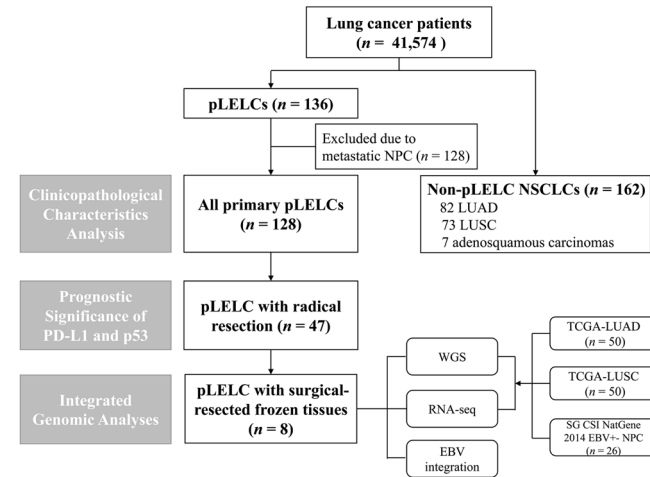 Lung cancer patients
(n = 41,574 )
pLELCs (n = 136)
Excluded due to
metastatic NPC (n = 128)
Clinicopathological
Characteristics
Analysis
All primary pLELCs
(n = 128)
Non-pLELC NSCLCs (n = 162)
82 LUAD
73 LUSC
7 adenosquamous carcinomas
Prognostic
Significance of
PD-L1 and p53
pLELC with radical
resection (n = 47)
Integrated
Genomic Analyses
pLELC with surgical-
resected frozen tissues
(n = 8)
WGS
RNA-seq
EBV
integration
TCGA-LUAD
(n = 50)
TCGA-LUSC
(n = 50)
SG CSI NatGene
2014 EBV+- NPC
(n = 26)